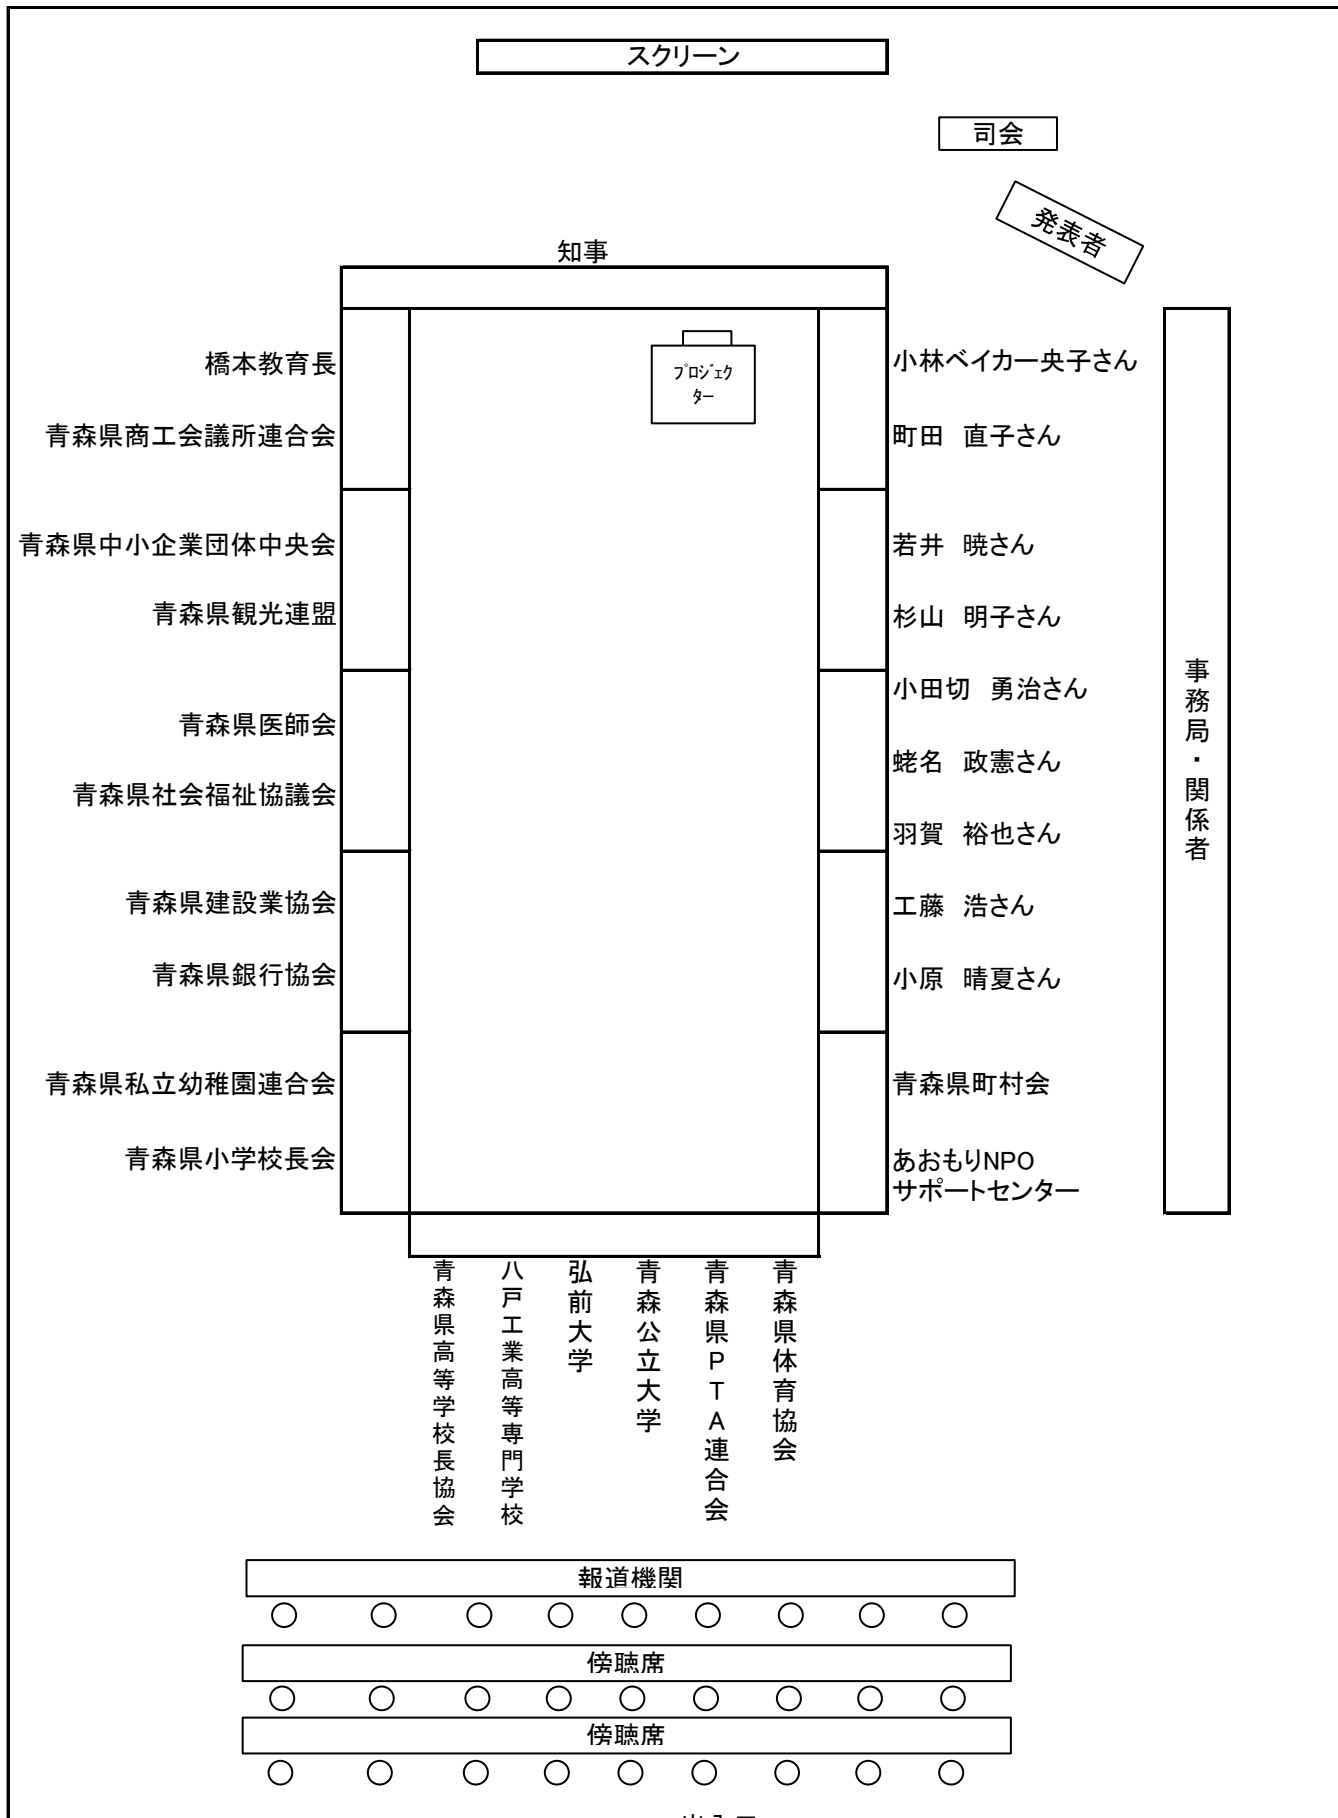 スクリーン
司会
発表者
知事
プロジェク
ター
橋本教育長
青森県商工会議所連合会
青森県中小企業団体中央会
青森県観光連盟
青森県医師会
青森県社会福祉協議会
青森県建設業協会
青森県銀行協会
青森県私立幼稚園連合会
青森県小学校長会
小林ベイカー央子さん
町田　直子さん
若井　暁さん
杉山　明子さん
小田切　勇治さん
蛯名　政憲さん
羽賀　裕也さん
工藤　浩さん
小原　晴夏さん
青森県町村会
あおもりNPO
サポートセンター
事務局・関係者
青森県高等学校長協会
八戸工業高等専門学校
弘前大学
青森公立大学
青森県PTA連合会
青森県体育協会
報道機関
傍聴席
傍聴席